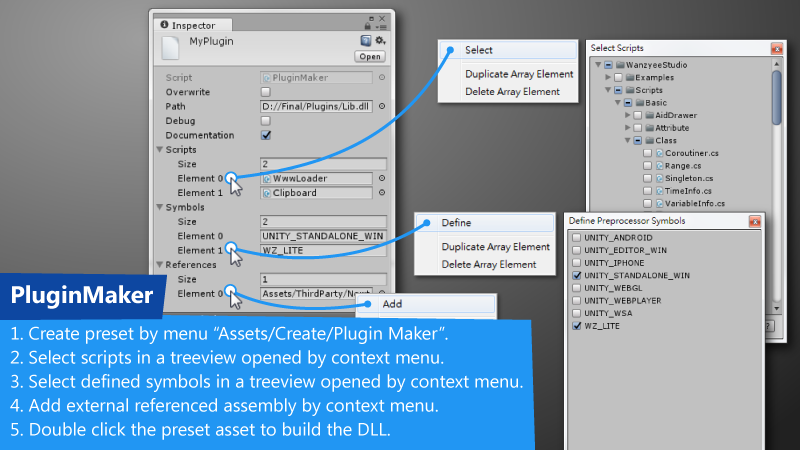 Inspector
MyPlugin
Open
Script
PluginMaker
Overwrite
Path
D://Final/Plugins/Lib.dll
Debug
Documentation
Scripts
Size
2
Element 0
WwwLoader
Element 1
Clipboard
Symbols
Size
2
Element 0
UNITY_STANDALONE_WIN
Element 1
WZ_LITE
References
Size
1
Element 0
Select
Duplicate Array Element
Delete Array Element
Define
Duplicate Array Element
Delete Array Element
Add
Select Scripts
WanzyeeStudio
Examples
Scripts
Basic
AidDrawer
Attribute
Class
Coroutiner.cs
Range.cs
Singleton.cs
TimeInfo.cs
VariableInfo.cs
Define Preprocessor Symbols
UNITY_ANDROID
UNITY_EDITOR_WIN
UNITY_IPHONE
UNITY_STANDALONE_WIN
UNITY_WEBGL
UNITY_WEBPLAYER
UNITY_WSA
WZ_LITE
PluginMaker
1. Create preset by menu “Assets/Create/Plugin Maker”.
2. Select scripts in a treeview opened by context menu.
3. Select defined symbols in a treeview opened by context menu.
4. Add external referenced assembly by context menu.
5. Double click the preset asset to build the DLL.